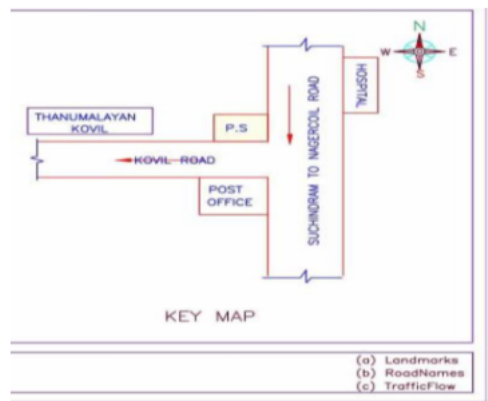 N
W
E
S
HOSPITAL
THANUMALAYAN
KOVIL
P.S
KOVIL ROAD
SUCHINDRAM TO NAGERCOIL ROAD
POST
OFFICE
KEY MAP
(a) Landmarks
(b) RoadNames
(c) TrafficFlow